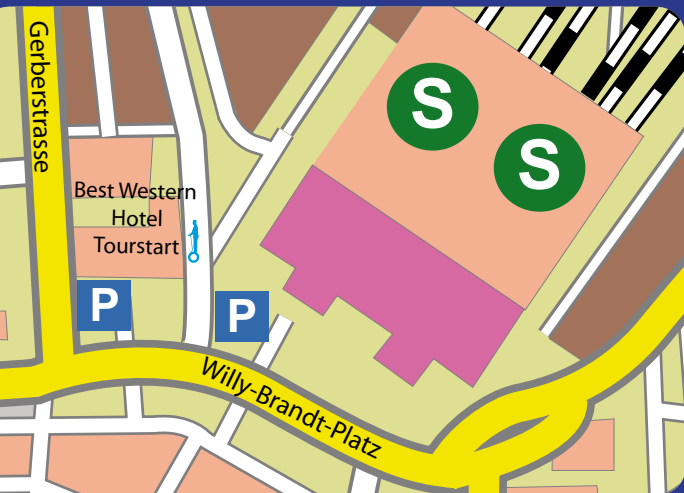 Gerberstrasse
S
S
Best Western
Hotel
Tourstart
P
P
Willy-Brandt-Platz